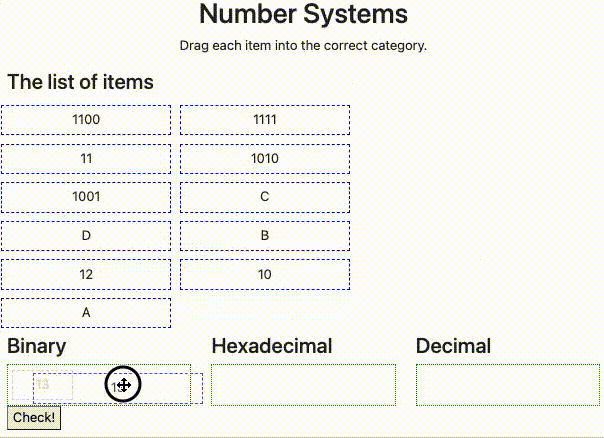 Number Systems
Drag each item into the correct category.
The list of items
1100 1111
11 1010
1001 C
D B
12 10
A
Binary Hexadecimal Decimal
13
Check!